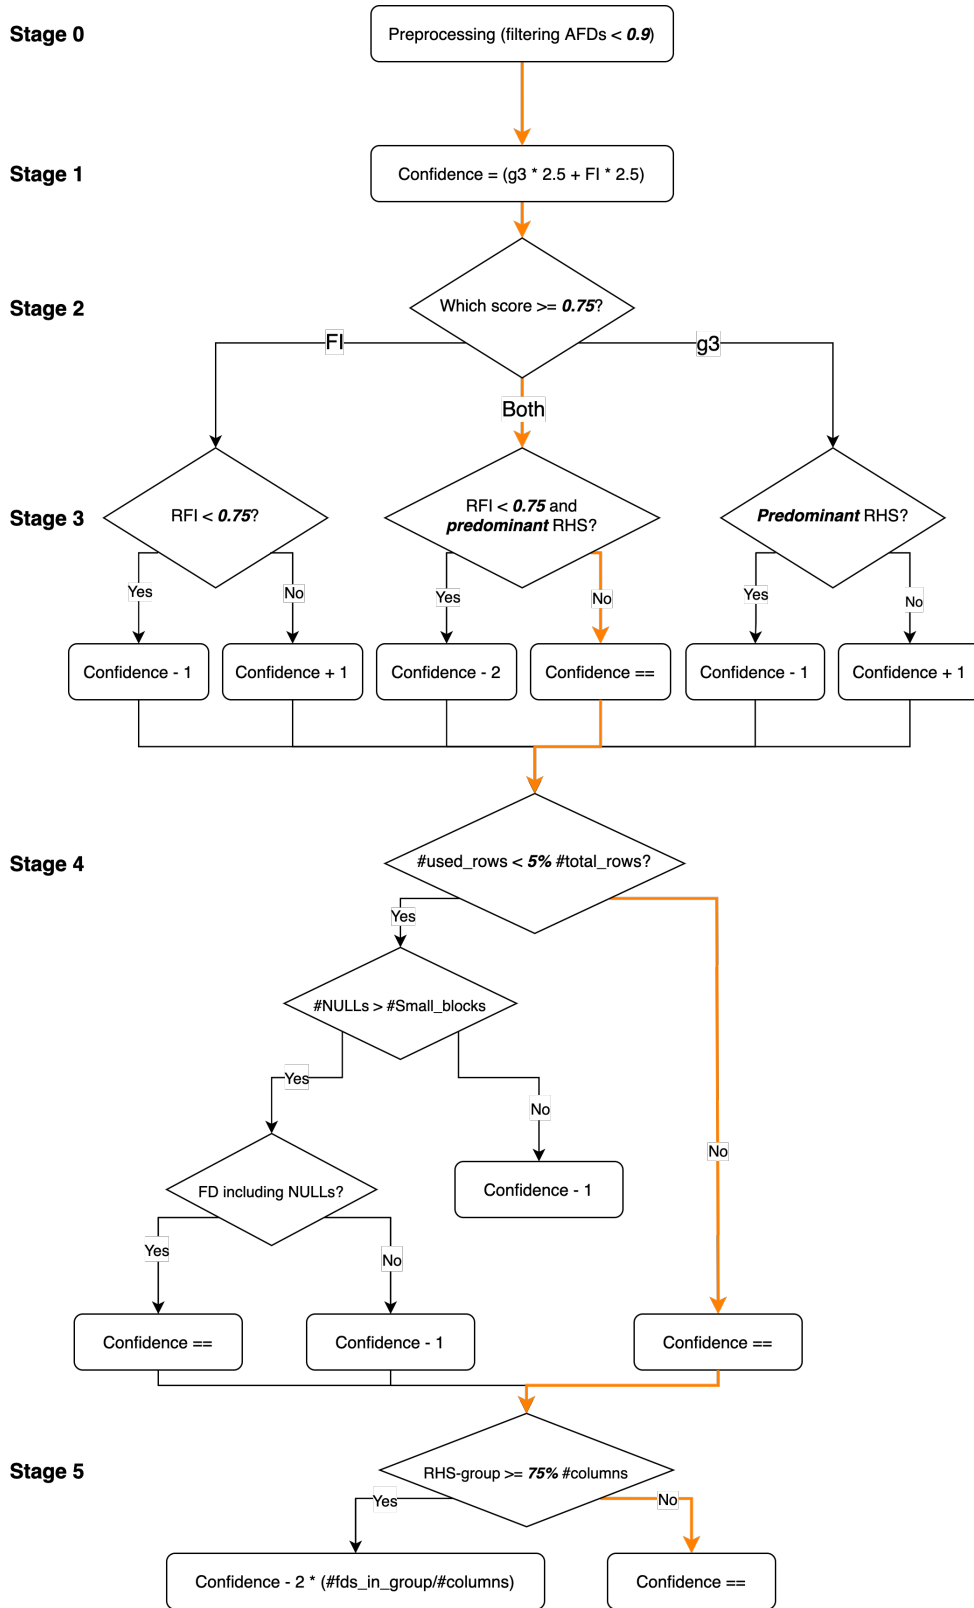 Stage 0
Preprocessing (filtering AFDs < 0.9)
Stage 1
Confidence = (g3 * 2.5 + FI * 2.5)
Stage 2
Which score >= 0.75?
FI
g3
Both
Stage 3
RFI < 0.75?
RFI < 0.75 and
predominant RHS?
Predominant RHS?
Yes
No
Yes
No
Yes
No
Confidence - 1
Confidence + 1
Confidence - 2
Confidence ==
Confidence - 1
Confidence + 1
Stage 4
#used_rows < 5% #total_rows?
Yes
#NULLs > #Small_blocks
Yes
No
No
FD including NULLs?
Confidence - 1
Yes
No
Confidence ==
Confidence - 1
Confidence ==
Stage 5
RHS-group >= 75% #columns
Yes
No
Confidence - 2 * (#fds_in_group/#columns)
Confidence ==